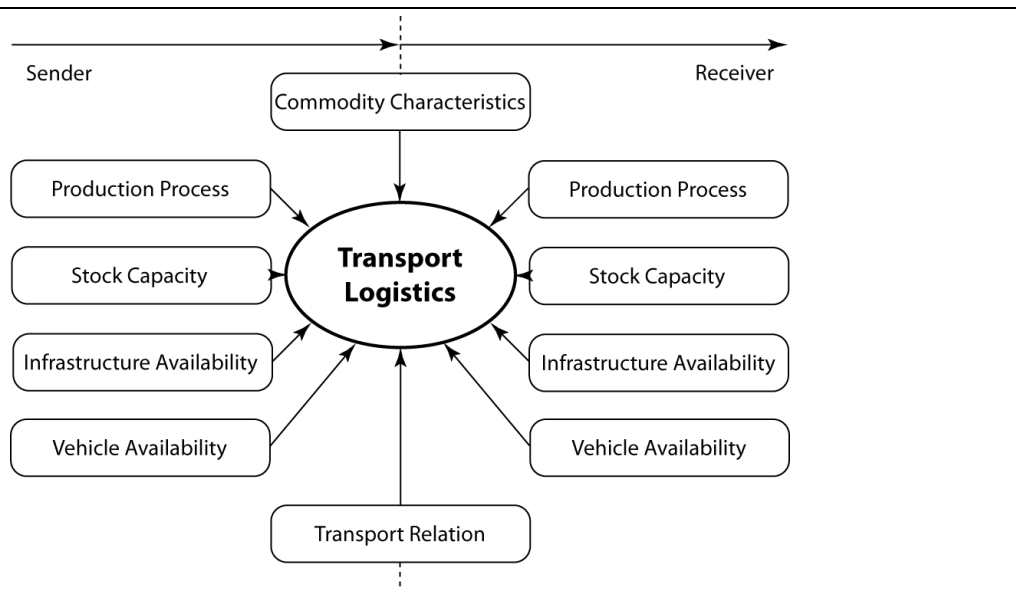 Sender
Receiver
Commodity Characteristics
Production Process
Production Process
Transport
Logistics
Stock Capacity
Stock Capacity
Infrastructure Availability
Infrastructure Availability
Vehicle Availability
Vehicle Availability
Transport Relation